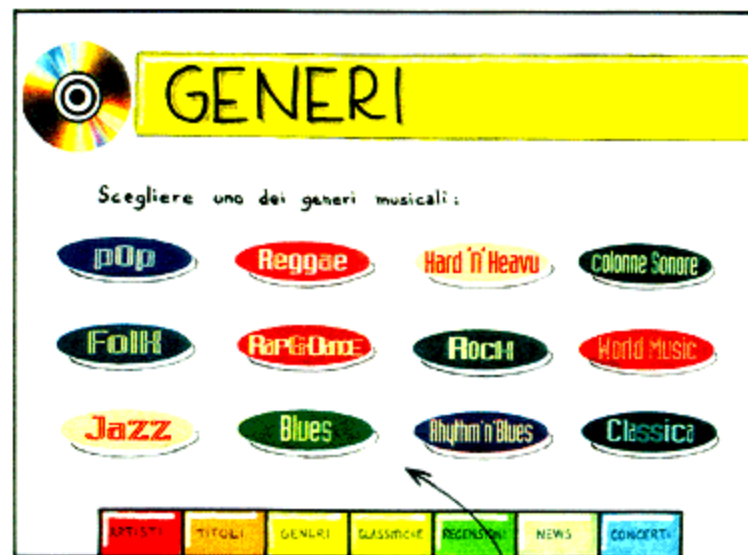 GENERI
Scegliere uno dei generi musicali:
pOp Reggae Hard 'n' Heavy colonne Sonore
Folk Rap&Dance Rock World Music
Jazz Blues Rhythm'n'Blues Classica
ARTISTI TITOLI GENERI CLASSIFICHE RECENSIONI NEWS CONCERTI